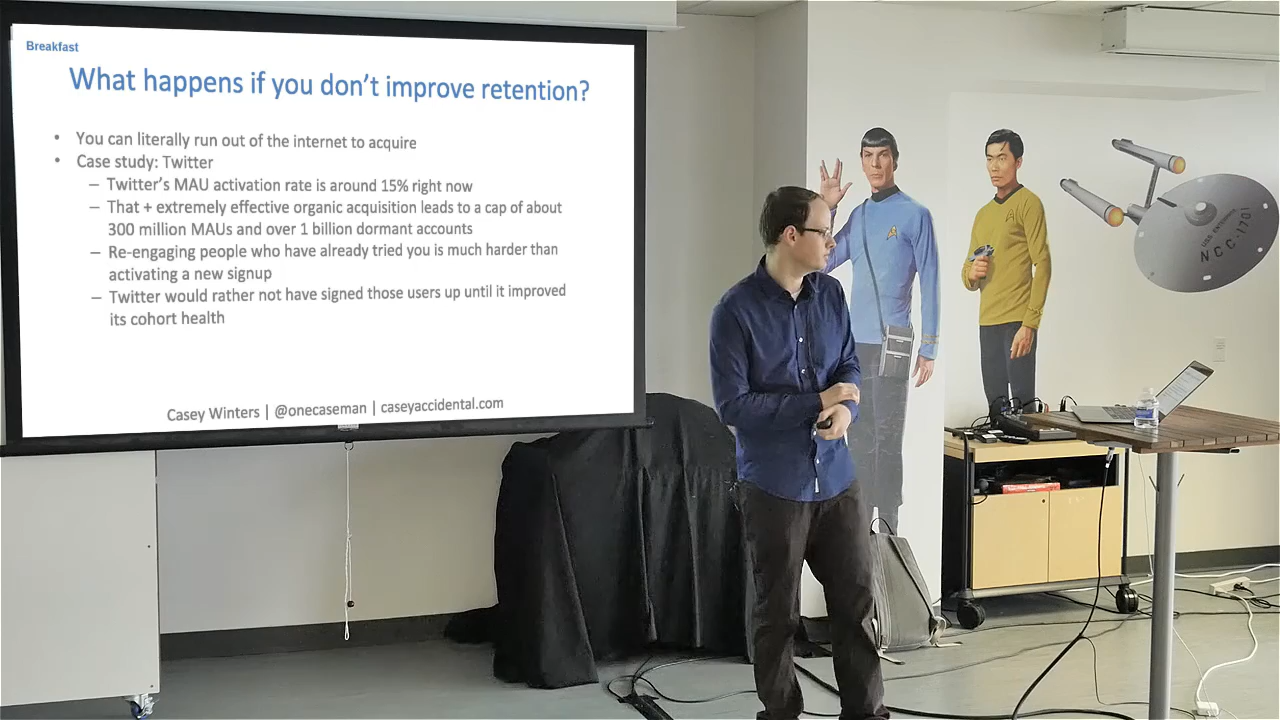 Breakfast
What happens if you don't improve retention?
• You can literally run out of the internet to acquire
• Case study: Twitter
– Twitter's MAU activation rate is around 15% right now
– That + extremely effective organic acquisition leads to a cap of about
300 million MAUs and over 1 billion dormant accounts
– Re-engaging people who have already tried you is much harder than
activating a new signup
– Twitter would rather not have signed those users up until it improved
its cohort health
Casey Winters | @onecaseman | caseyaccidental.com
USS ENTERPRISE
NCC-1701